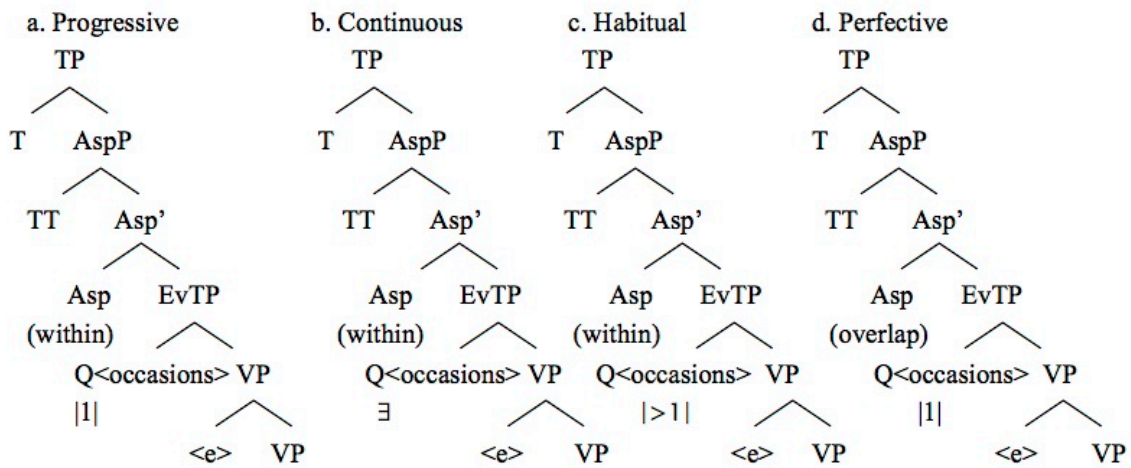 a. Progressive b. Continuous c. Habitual d. Perfective
TP TP TP TP
T AspP T AspP T AspP T AspP
TT Asp’ TT Asp’ TT Asp’ TT Asp’
Asp EvTP Asp EvTP Asp EvTP Asp EvTP
(within) (within) (within) (overlap)
Q<occasions> VP Q<occasions> VP Q<occasions> VP Q<occasions> VP
|1| ∃ |>1| |1|
<e> VP <e> VP <e> VP <e> VP